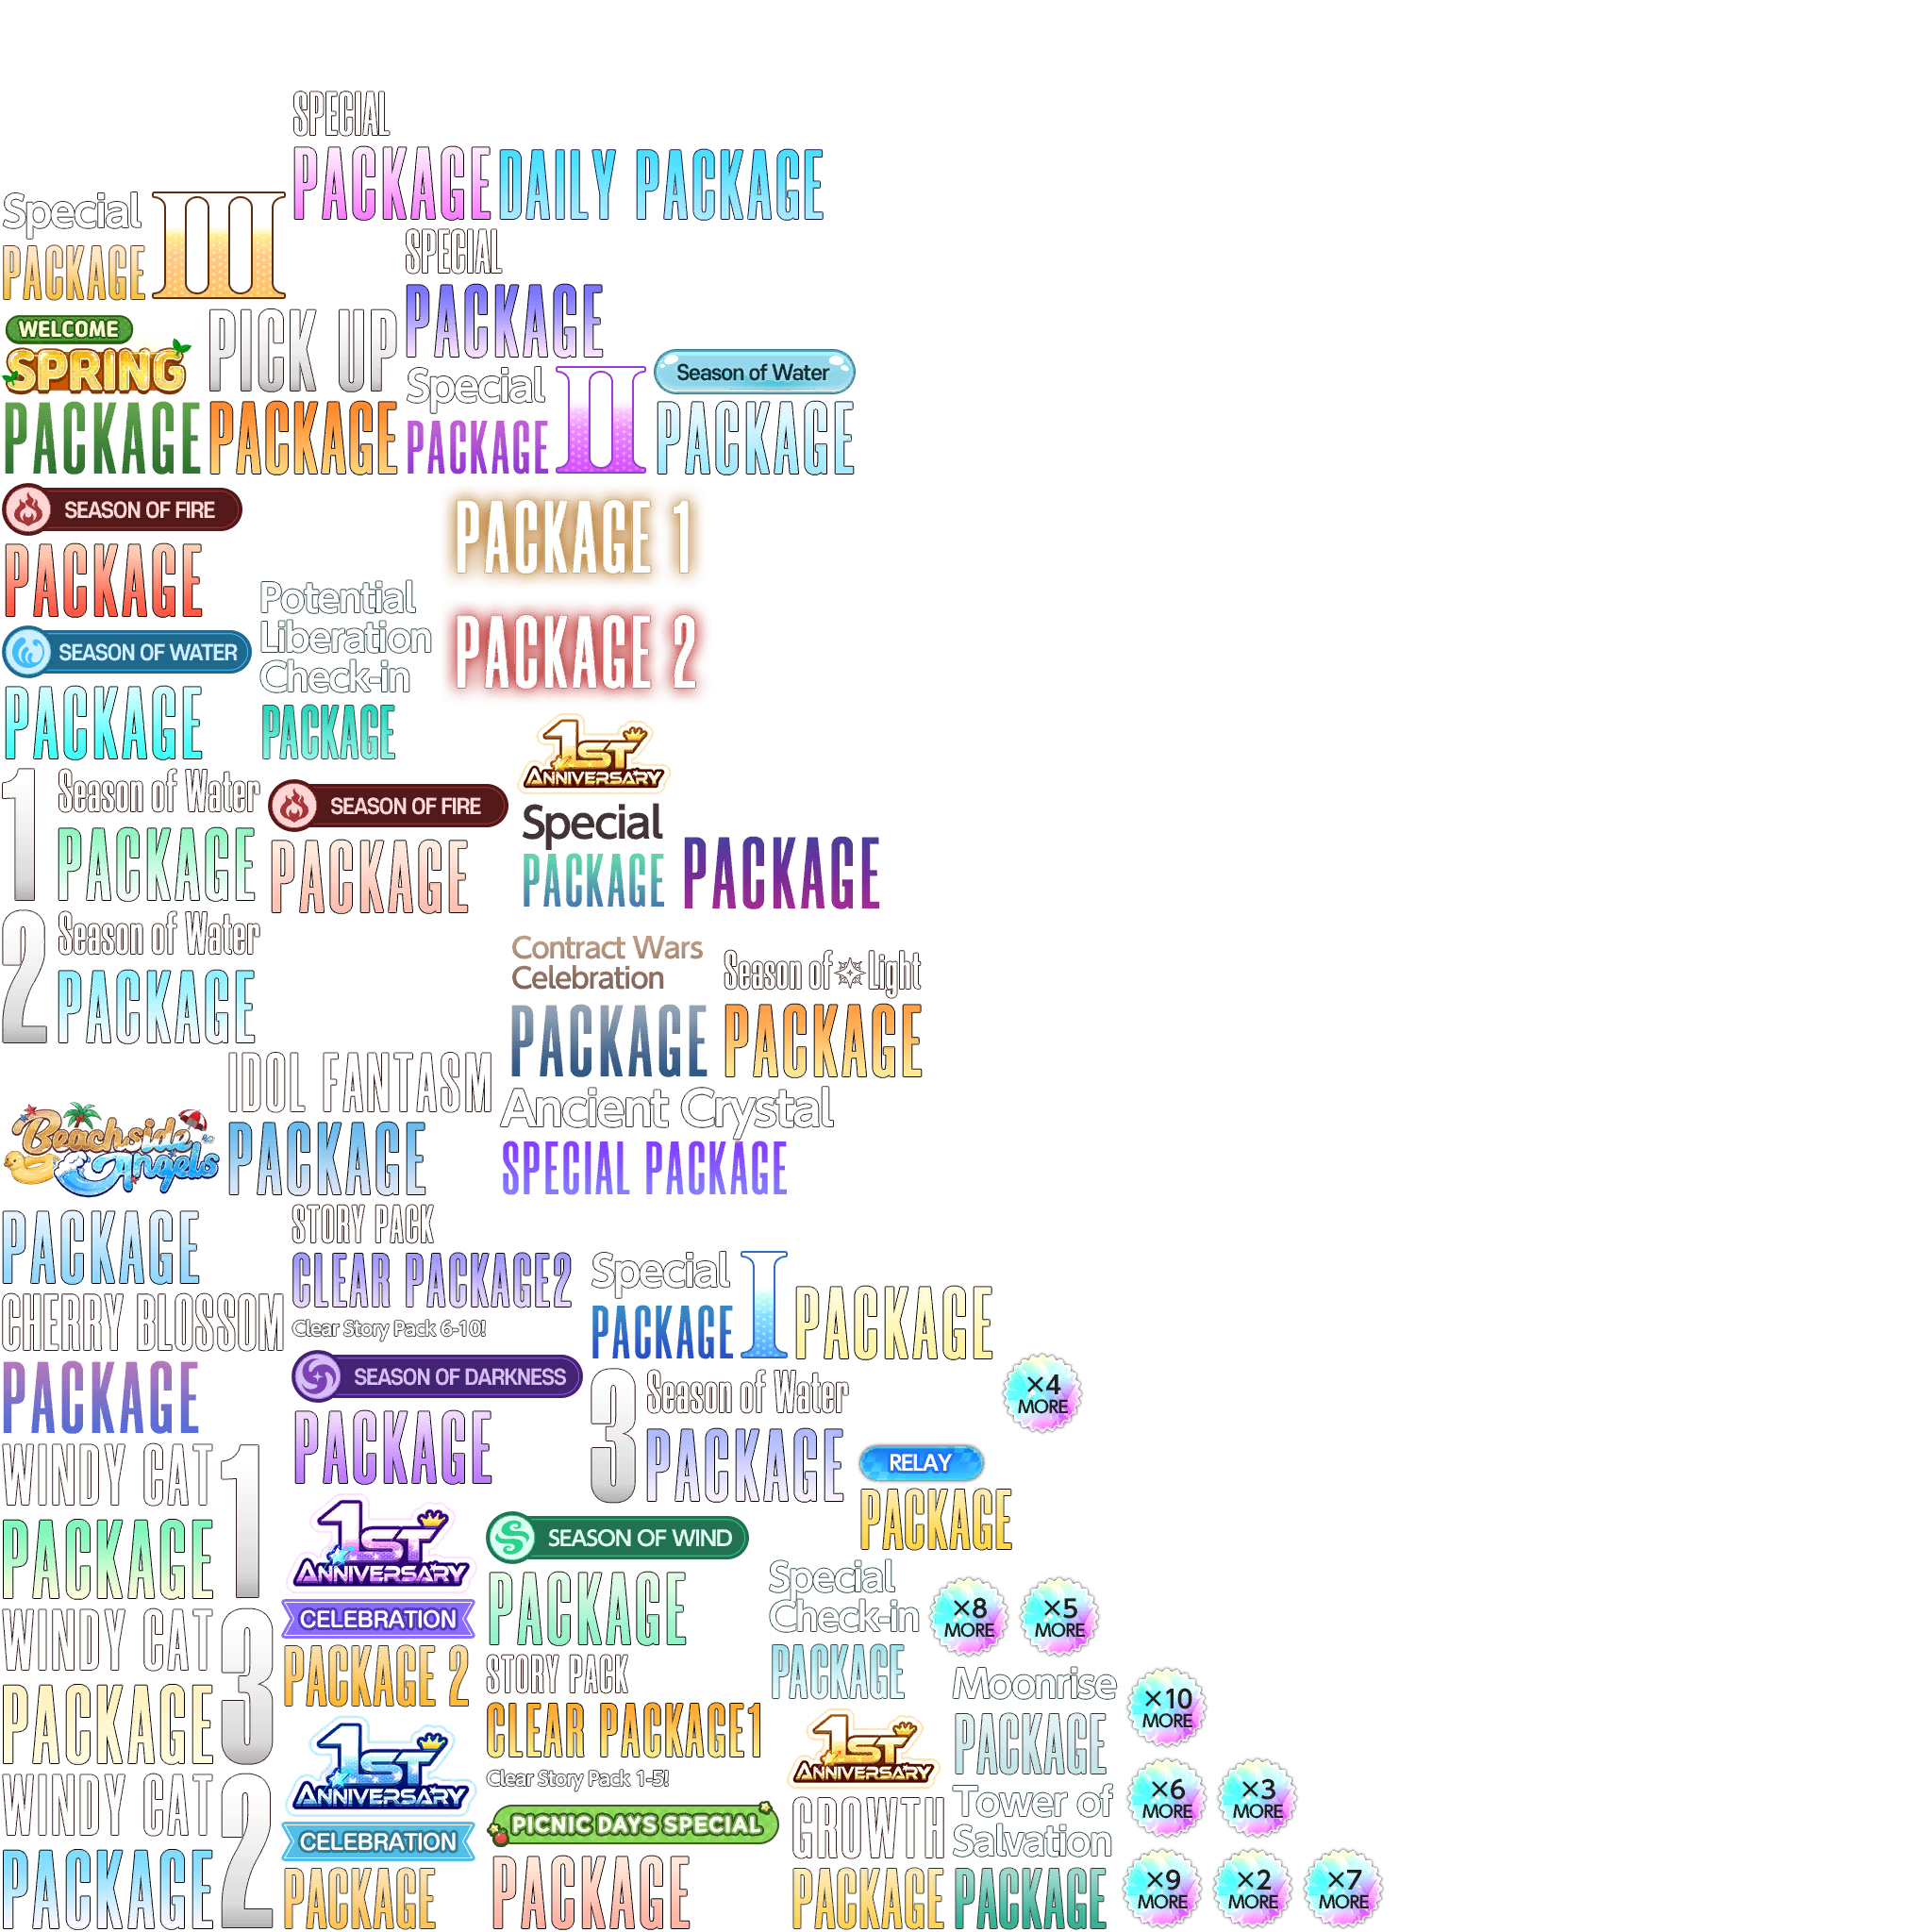 SPECIAL
PACKAGE
DAILY PACKAGE
Special
PACKAGE
III
SPECIAL
PACKAGE
WELCOME
SPRING
PACKAGE
PICK UP
PACKAGE
Special
PACKAGE
II
Season of Water
PACKAGE
SEASON OF FIRE
PACKAGE
PACKAGE 1
Potential
Liberation
Check-in
PACKAGE
PACKAGE 2
SEASON OF WATER
PACKAGE
1ST
ANNIVERSARY
Special
PACKAGE
PACKAGE
1
Season of Water
PACKAGE
SEASON OF FIRE
PACKAGE
2
Season of Water
PACKAGE
Contract Wars
Celebration
PACKAGE
Season of Light
PACKAGE
IDOL FANTASM
PACKAGE
Beachside
Angels
PACKAGE
Ancient Crystal
SPECIAL PACKAGE
STORY PACK
CLEAR PACKAGE2
Clear Story Pack 6-10!
Special
PACKAGE
I
PACKAGE
CHERRY BLOSSOM
PACKAGE
SEASON OF DARKNESS
PACKAGE
3
Season of Water
PACKAGE
×4
MORE
RELAY
PACKAGE
WINDY CAT
PACKAGE
1
1ST
ANNIVERSARY
CELEBRATION
PACKAGE 2
SEASON OF WIND
PACKAGE
Special
Check-in
PACKAGE
×8
MORE
×5
MORE
WINDY CAT
PACKAGE
3
STORY PACK
CLEAR PACKAGE1
Clear Story Pack 1-5!
Moonrise
PACKAGE
×10
MORE
1ST
ANNIVERSARY
CELEBRATION
PACKAGE
1ST
ANNIVERSARY
GROWTH
PACKAGE
WINDY CAT
PACKAGE
2
PICNIC DAYS SPECIAL
PACKAGE
Tower of
Salvation
PACKAGE
×6
MORE
×3
MORE
×9
MORE
×2
MORE
×7
MORE